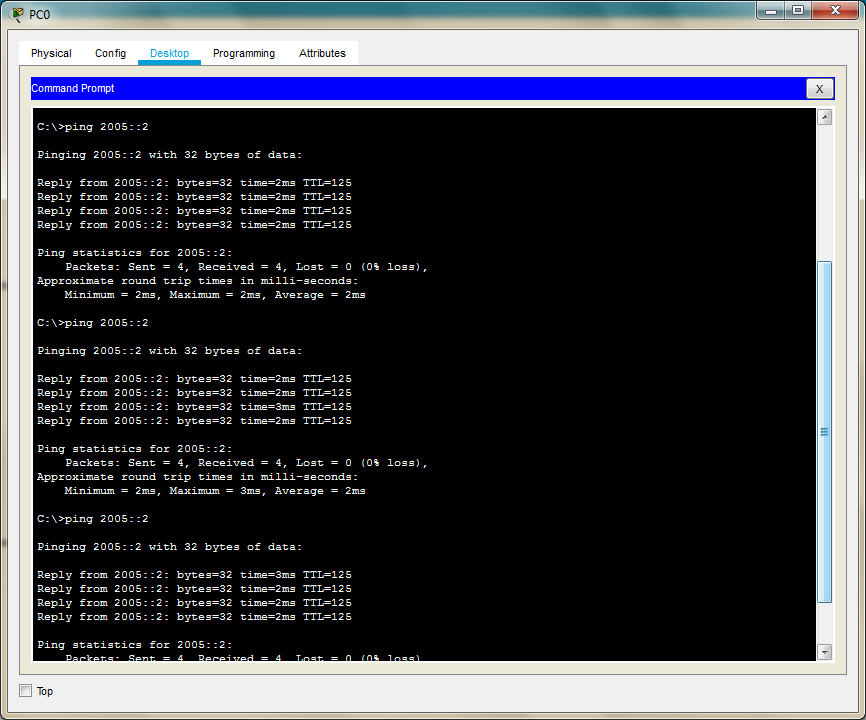 PC0
Physical Config Desktop Programming Attributes
Command Prompt
X
C:\>ping 2005::2
Pinging 2005::2 with 32 bytes of data:
Reply from 2005::2: bytes=32 time=2ms TTL=125
Reply from 2005::2: bytes=32 time=2ms TTL=125
Reply from 2005::2: bytes=32 time=2ms TTL=125
Reply from 2005::2: bytes=32 time=2ms TTL=125
Ping statistics for 2005::2:
Packets: Sent = 4, Received = 4, Lost = 0 (0% loss),
Approximate round trip times in milli-seconds:
Minimum = 2ms, Maximum = 2ms, Average = 2ms
C:\>ping 2005::2
Pinging 2005::2 with 32 bytes of data:
Reply from 2005::2: bytes=32 time=2ms TTL=125
Reply from 2005::2: bytes=32 time=2ms TTL=125
Reply from 2005::2: bytes=32 time=3ms TTL=125
Reply from 2005::2: bytes=32 time=2ms TTL=125
Ping statistics for 2005::2:
Packets: Sent = 4, Received = 4, Lost = 0 (0% loss),
Approximate round trip times in milli-seconds:
Minimum = 2ms, Maximum = 3ms, Average = 2ms
C:\>ping 2005::2
Pinging 2005::2 with 32 bytes of data:
Reply from 2005::2: bytes=32 time=3ms TTL=125
Reply from 2005::2: bytes=32 time=2ms TTL=125
Reply from 2005::2: bytes=32 time=2ms TTL=125
Reply from 2005::2: bytes=32 time=2ms TTL=125
Ping statistics for 2005::2:
Packets: Sent = 4, Received = 4, Lost = 0 (0% loss),
Top